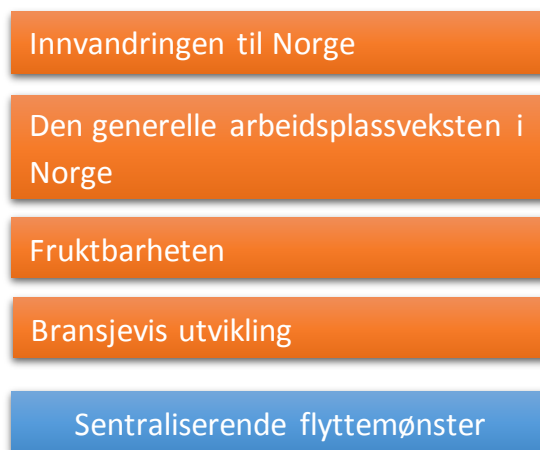 Innvandringen til Norge
Den generelle arbeidsplassveksten i
Norge
Fruktbarheten
Bransjevis utvikling
Sentraliserende flyttemønster